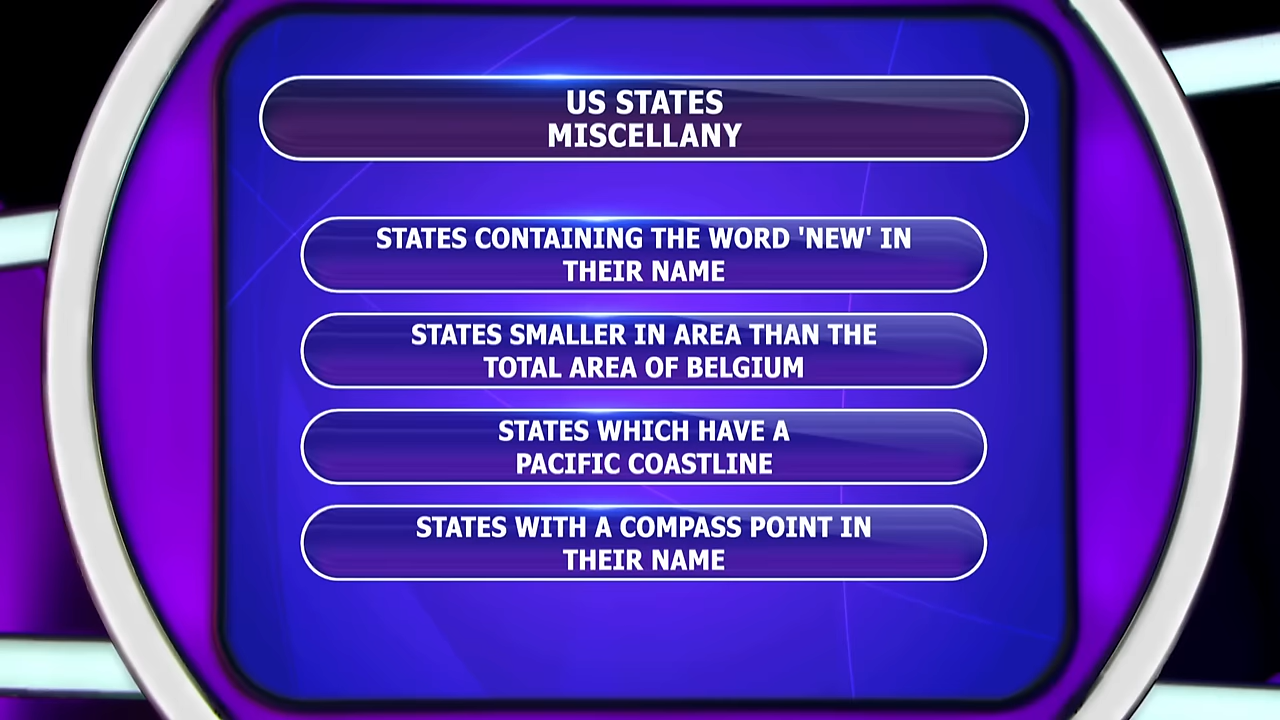 US STATES
MISCELLANY
STATES CONTAINING THE WORD 'NEW' IN
THEIR NAME
STATES SMALLER IN AREA THAN THE
TOTAL AREA OF BELGIUM
STATES WHICH HAVE A
PACIFIC COASTLINE
STATES WITH A COMPASS POINT IN
THEIR NAME